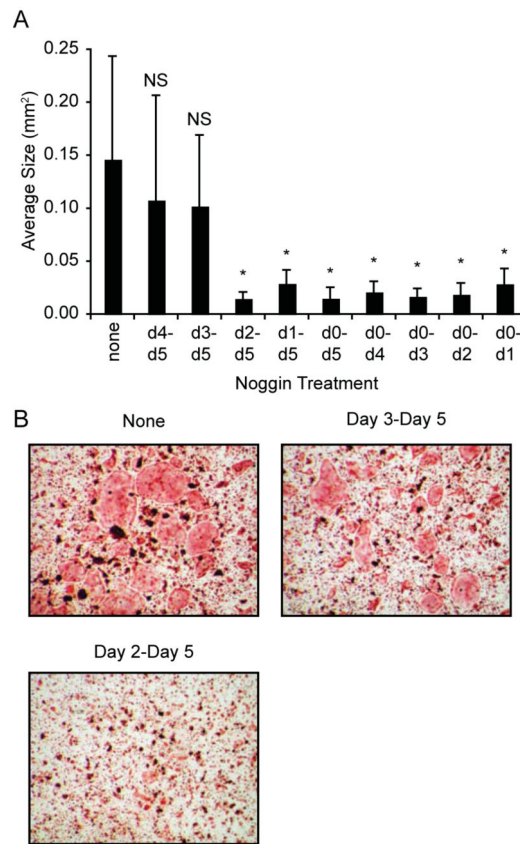 A
Average Size (mm²)
0.25
0.20
0.15
0.10
0.05
0.00
NS
NS
*
*
*
*
*
*
*
none
d4-
d5
d3-
d5
d2-
d5
d1-
d5
d0-
d5
d0-
d4
d0-
d3
d0-
d2
d0-
d1
Noggin Treatment
B
None
Day 3-Day 5
Day 2-Day 5